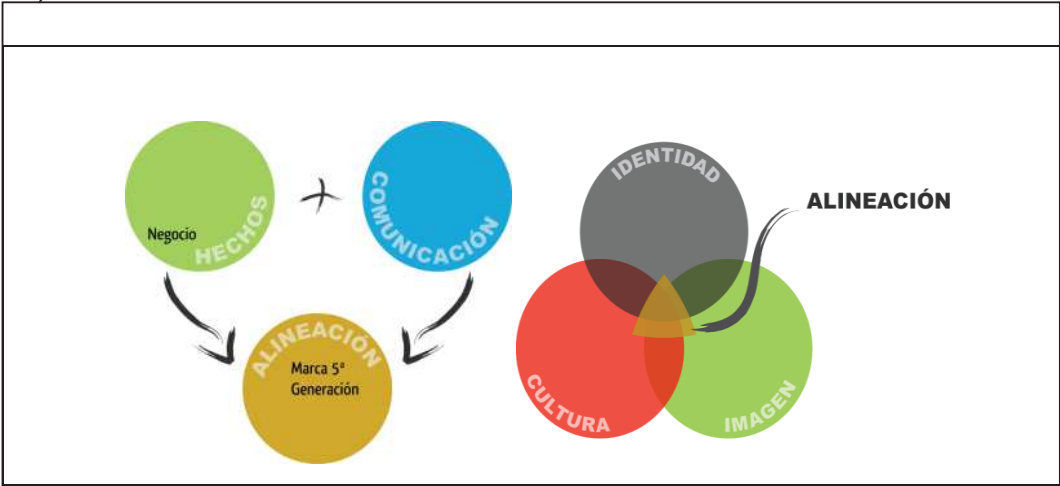 Negocio
HECHOS
+
COMUNICACIÓN
ALINEACIÓN
Marca 5ª
Generación
IDENTIDAD
ALINEACIÓN
CULTURA
IMAGEN